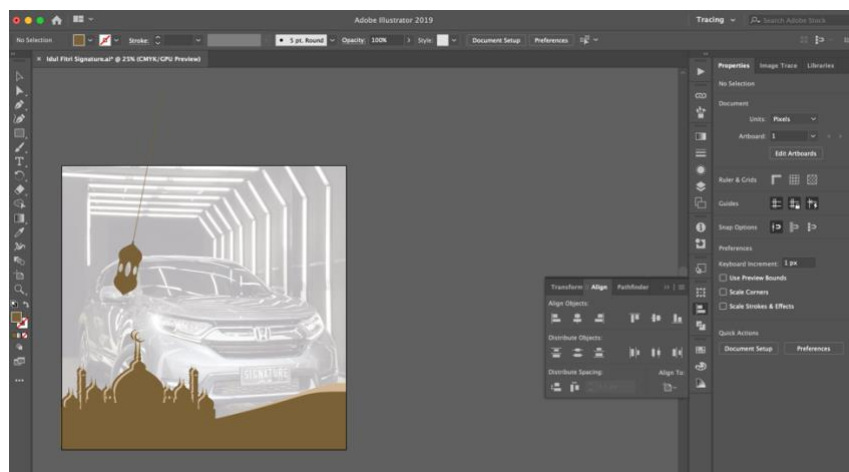 Adobe Illustrator 2019
Tracing
Search Adobe Stock
No Selection
Stroke:
5 pt. Round
Opacity: 100%
Style:
Document Setup
Preferences
Idul Fitri Signature.ai* @ 25% (CMYK/GPU Preview)
Properties Image Trace Libraries
No Selection
Document
Units: Pixels
Artboard: 1
Edit Artboards
Ruler & Grids
Guides
Snap Options
Preferences
Keyboard Increment: 1 px
Use Preview Bounds
Scale Corners
Scale Strokes & Effects
Quick Actions
Document Setup Preferences
Transform Align Pathfinder
Align Objects:
Distribute Objects:
Distribute Spacing: Align To:
SIGNATURE